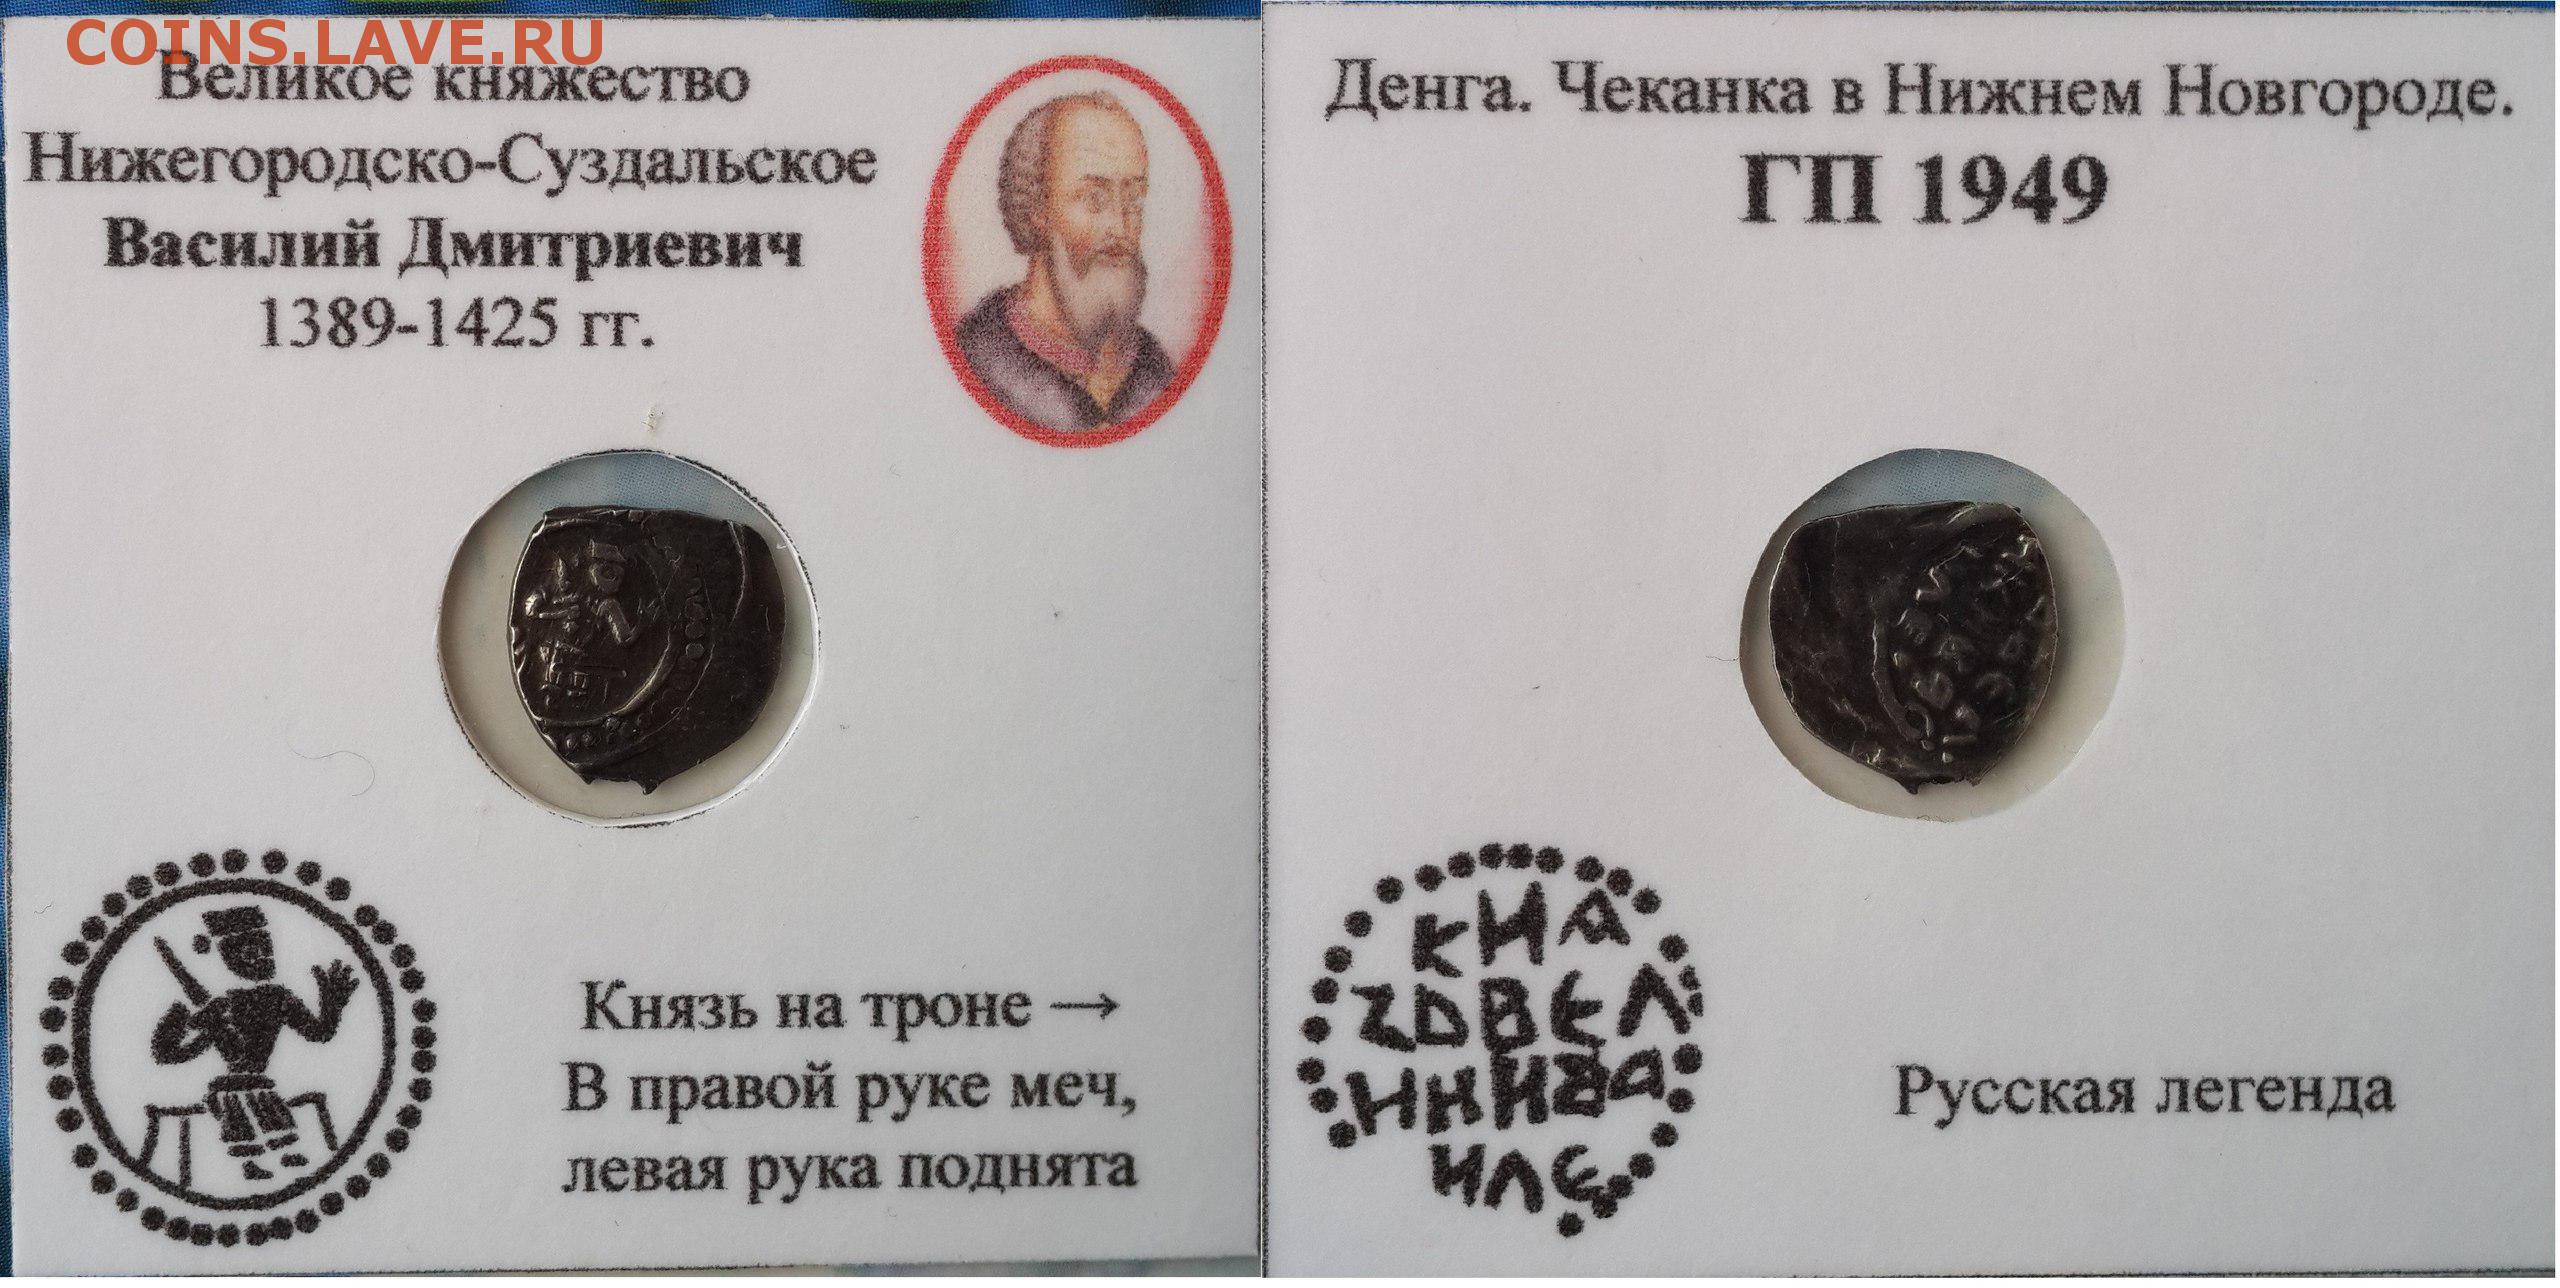 COINS.LAVE.RU
Великое княжество
Нижегородско-Суздальское
Василий Дмитриевич
1389-1425 гг.
Князь на троне →
В правой руке меч,
левая рука поднята
Денга. Чеканка в Нижнем Новгороде.
ГП 1949
Русская легенда